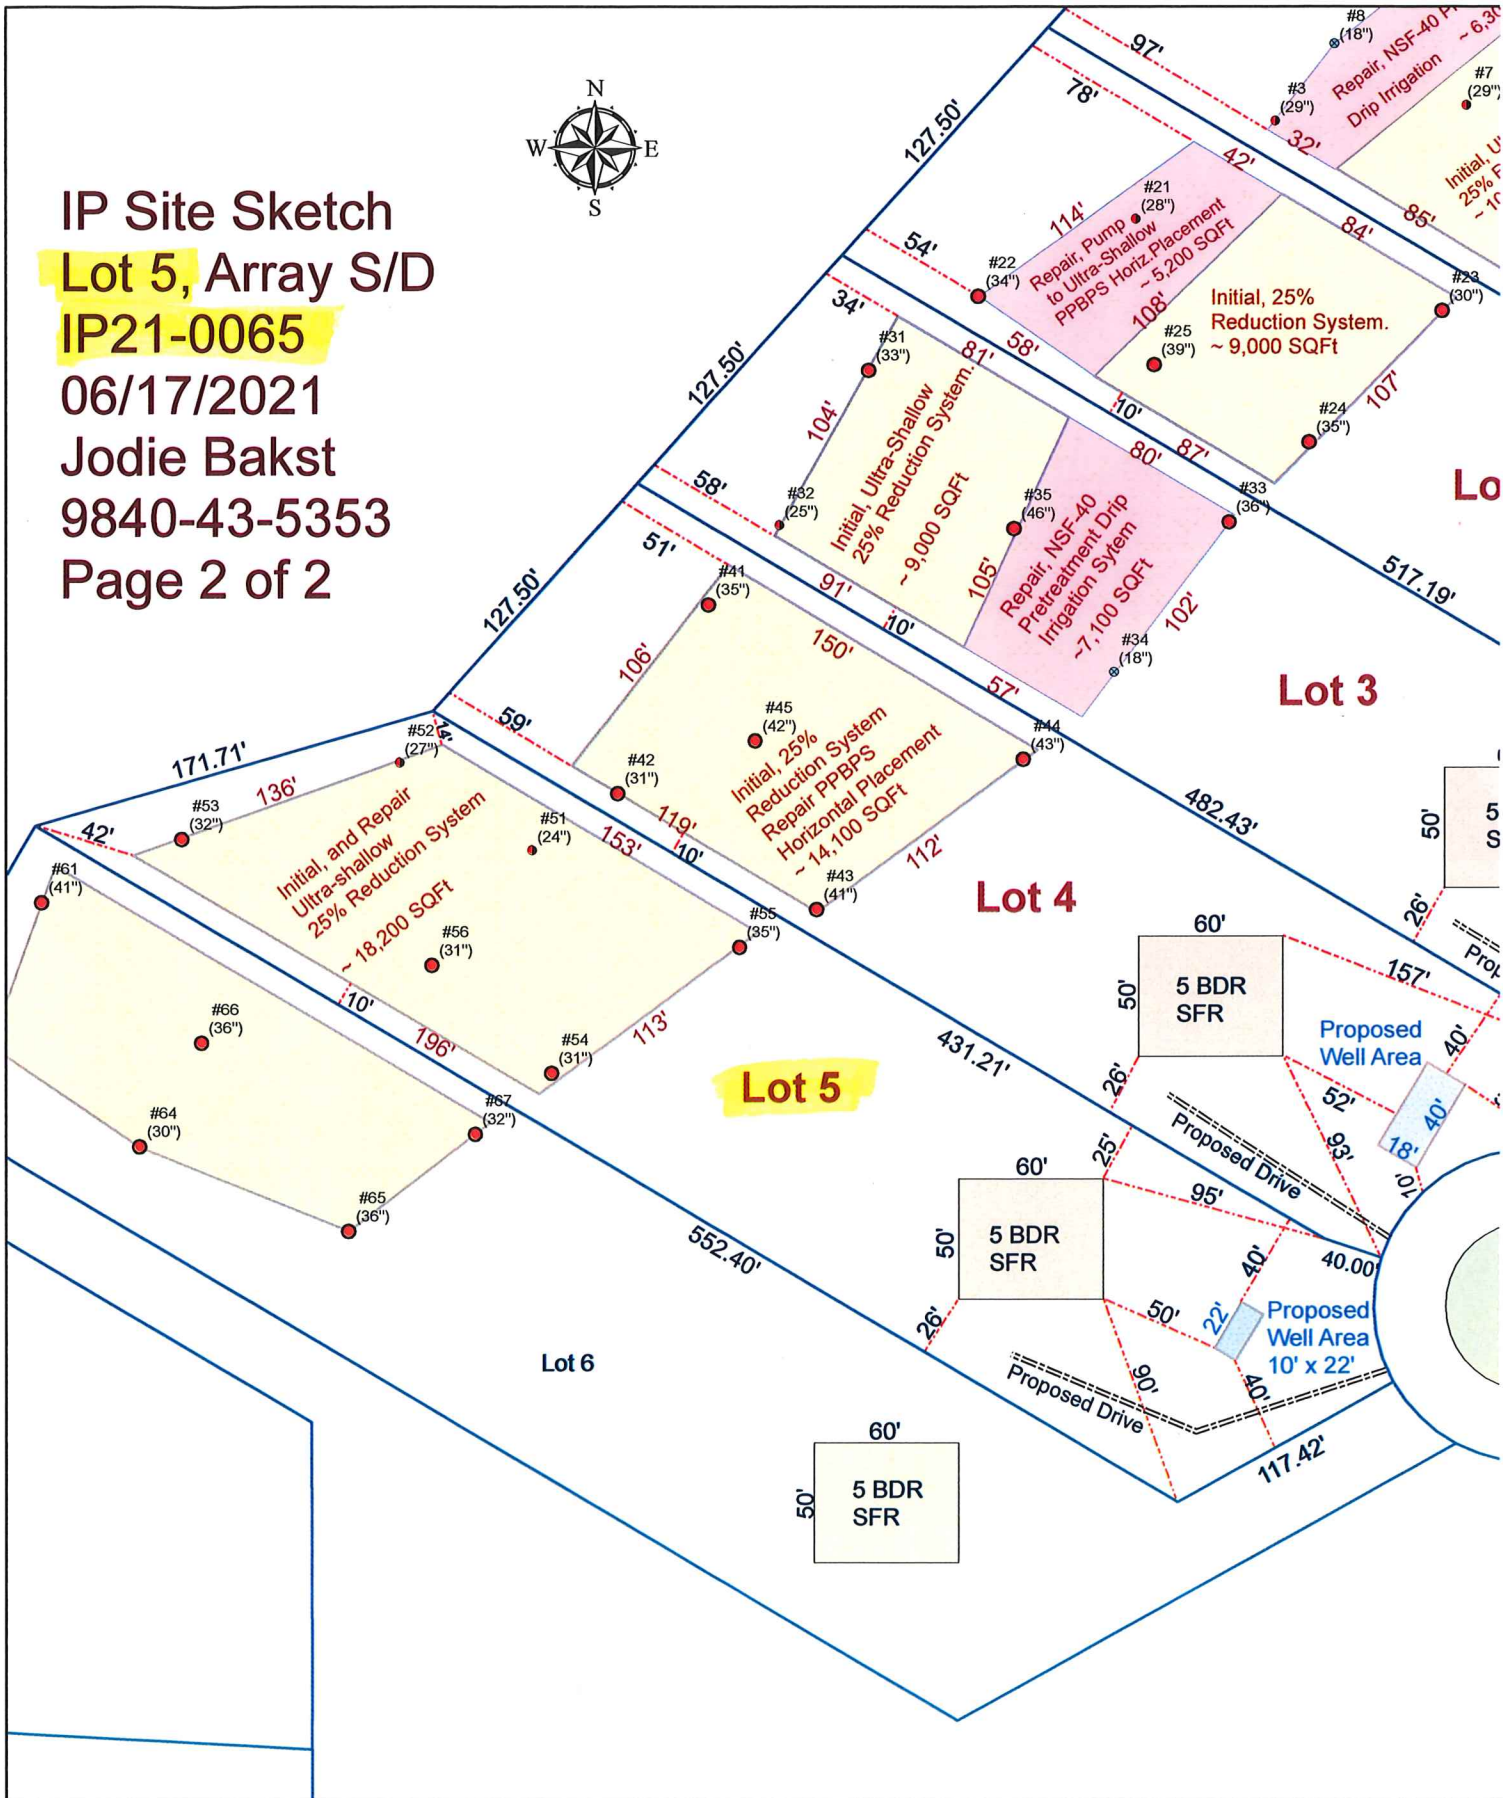 IP Site Sketch
Lot 5, Array S/D
IP21-0065
06/17/2021
Jodie Bakst
9840-43-5353
Page 2 of 2
N
W
E
S
97'
78'
127.50'
#8
(18")
#3
(29")
Repair, NSF-40
Drip Irrigation
#7
(29")
32'
42'
Initial,
25%
85'
84'
114'
#21
(28")
Repair, Pump
to Ultra-Shallow
PPBPS Horiz.Placement
~ 5,200 SQFt
108'
54'
#22
(34")
58'
#25
(39")
Initial, 25%
Reduction System.
~ 9,000 SQFt
#23
(30")
#24
(35")
107'
10'
87'
34'
127.50'
#31
(33")
81'
104'
Initial, Ultra-Shallow
25% Reduction System.
~ 9,000 SQFt
#32
(25")
58'
91'
10'
105'
#35
(46")
80'
Repair, NSF-40
Pretreatment Drip
Irrigation Sytem
~7,100 SQFt
#33
(36")
#34
(18")
102'
57'
Lo
517.19'
Lot 3
51'
127.50'
#41
(35")
150'
106'
#45
(42")
Initial, 25%
Reduction System
Repair PPBPS
Horizontal Placement
~ 14,100 SQFt
#44
(43")
59'
#42
(31")
119'
10'
#43
(41")
112'
482.43'
Lot 4
171.71'
14'
#52
(27")
136'
#53
(32")
42'
Initial, and Repair
Ultra-shallow
25% Reduction System
~ 18,200 SQFt
#51
(24")
153'
#55
(35")
#56
(31")
10'
196'
#54
(31")
113'
#61
(41")
#66
(36")
#64
(30")
#67
(32")
#65
(36")
Lot 5
431.21'
552.40'
50'
5
S
26'
60'
50'
5 BDR
SFR
157'
Proposed
Well Area
40'
52'
40'
18'
10'
93'
26'
Proposed Drive
25'
60'
50'
5 BDR
SFR
95'
40'
40.00'
50'
22'
Proposed
Well Area
10' x 22'
26'
90'
40'
Proposed Drive
117.42'
Lot 6
60'
50'
5 BDR
SFR